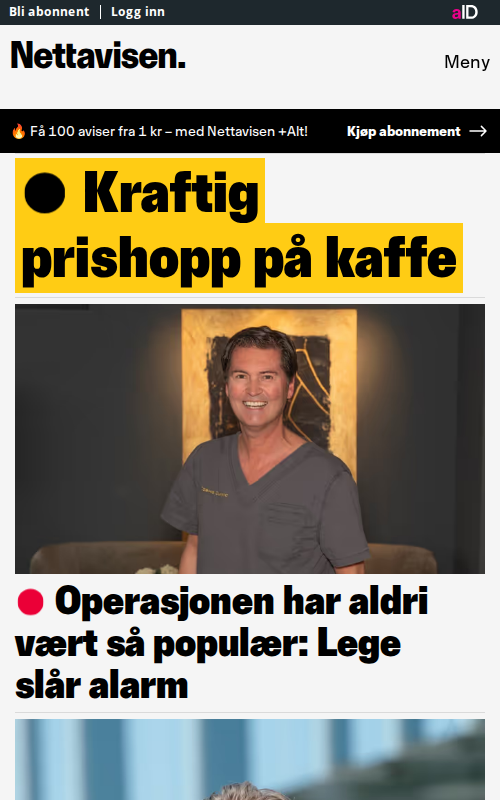 Bli abonnent | Logg inn
aID
Nettavisen.
Meny
🔥 Få 100 aviser fra 1 kr – med Nettavisen +Alt!
Kjøp abonnement →
● Kraftig
prishopp på kaffe
Operasjonen har aldri
vært så populær: Lege
slår alarm